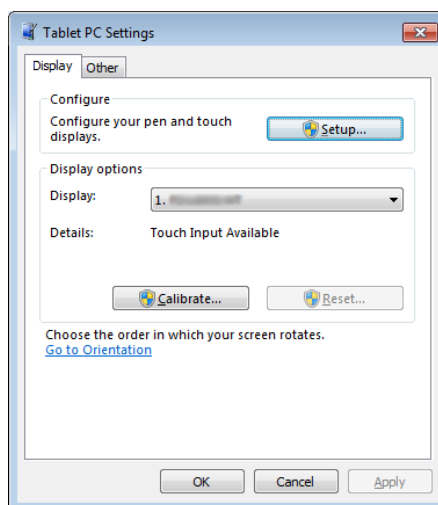 Tablet PC Settings
Display Other
Configure
Configure your pen and touch
displays.
Setup...
Display options
Display: 1.
Details: Touch Input Available
Calibrate... Reset...
Choose the order in which your screen rotates.
Go to Orientation
OK Cancel Apply